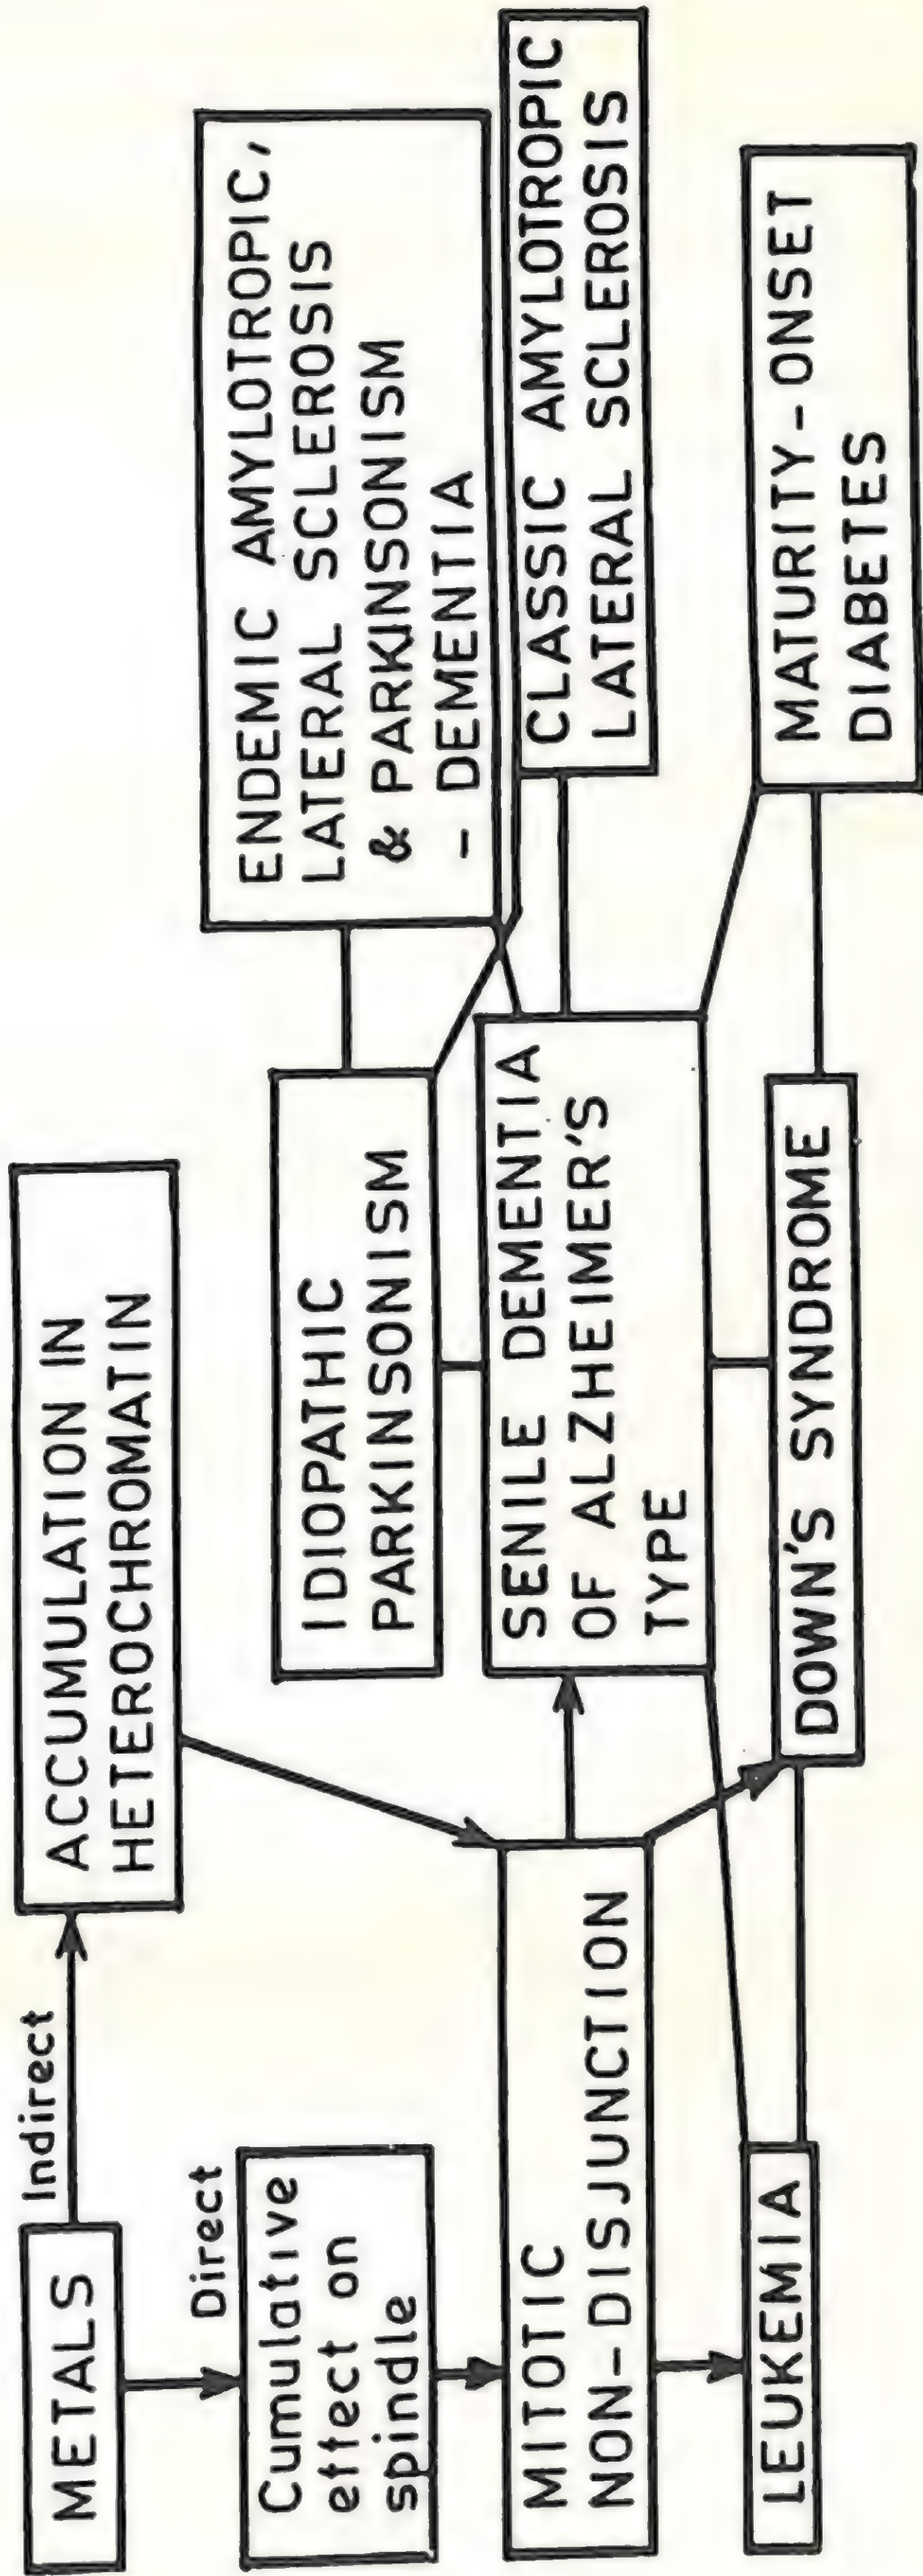 METALS
Indirect
ACCUMULATION IN
HETEROCHROMATIN
Direct
Cumulative
effect on
spindle
IDIOPATHIC
PARKINSONISM
ENDEMIC AMYLOTROPIC,
LATERAL SCLEROSIS
& PARKINSONISM
- DEMENTIA
MITOTIC
NON-DISJUNCTION
SENILE DEMENTIA
OF ALZHEIMER'S
TYPE
CLASSIC AMYLOTROPIC
LATERAL SCLEROSIS
LEUKEMIA
DOWN'S SYNDROME
MATURITY-ONSET
DIABETES